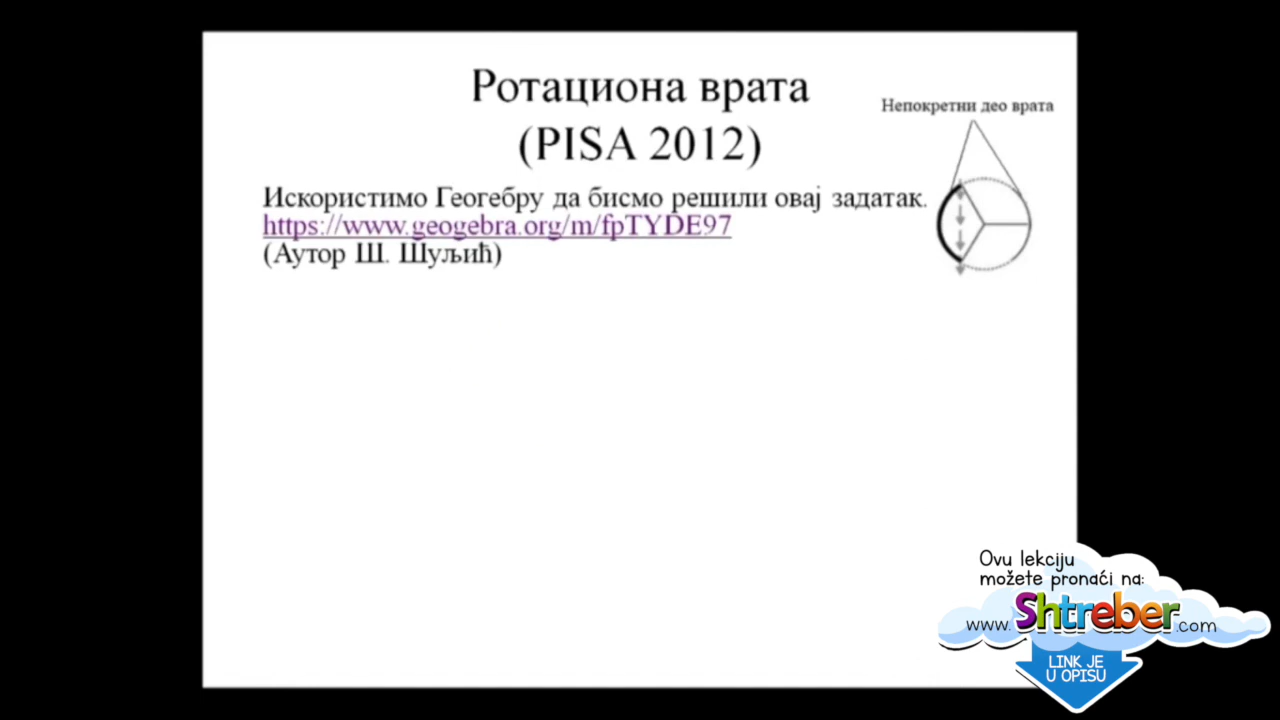 Ротациона врата
(PISA 2012)
Непокретни део врата
Искористимо Геогебру да бисмо решили овај задатак.
https://www.geogebra.org/m/fpTYDE97
(Аутор Ш. Шуљић)
Ovu lekciju
možete pronaći na:
www.Shtreber.com
LINK JE
U OPISU